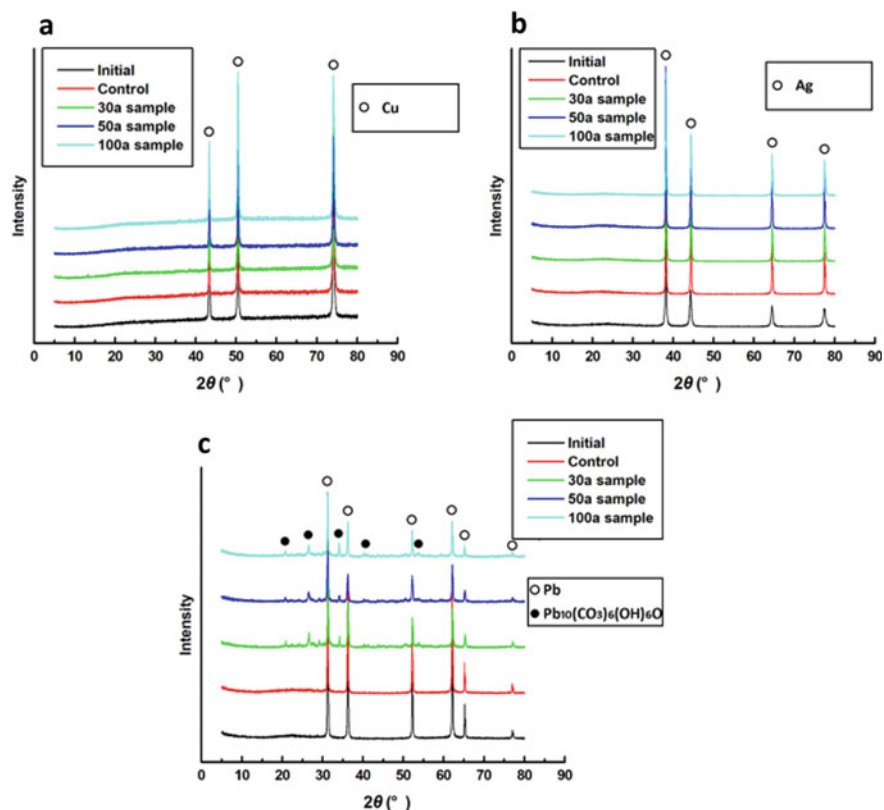 a
Initial
Control
30a sample
50a sample
100a sample
Cu
Intensity
0 10 20 30 40 50 60 70 80 90
2θ (°)
b
Initial
Control
30a sample
50a sample
100a sample
Ag
Intensity
0 10 20 30 40 50 60 70 80 90
2θ (°)
c
Initial
Control
30a sample
50a sample
100a sample
Pb
Pb10(CO3)6(OH)6O
Intensity
0 10 20 30 40 50 60 70 80 90
2θ (°)